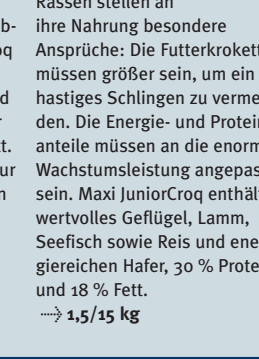 Rassen stellen an
ihre Nahrung besondere
Ansprüche: Die Futterkrokett
müssen größer sein, um ein
hastiges Schlingen zu verme
den. Die Energie- und Protein
anteile müssen an die enorm
Wachstumsleistung angepas
sein. Maxi JuniorCroq enthäl
wertvolles Geflügel, Lamm,
Seefisch sowie Reis und ene
giereichen Hafer, 30 % Prote
und 18 % Fett.
1,5/15 kg